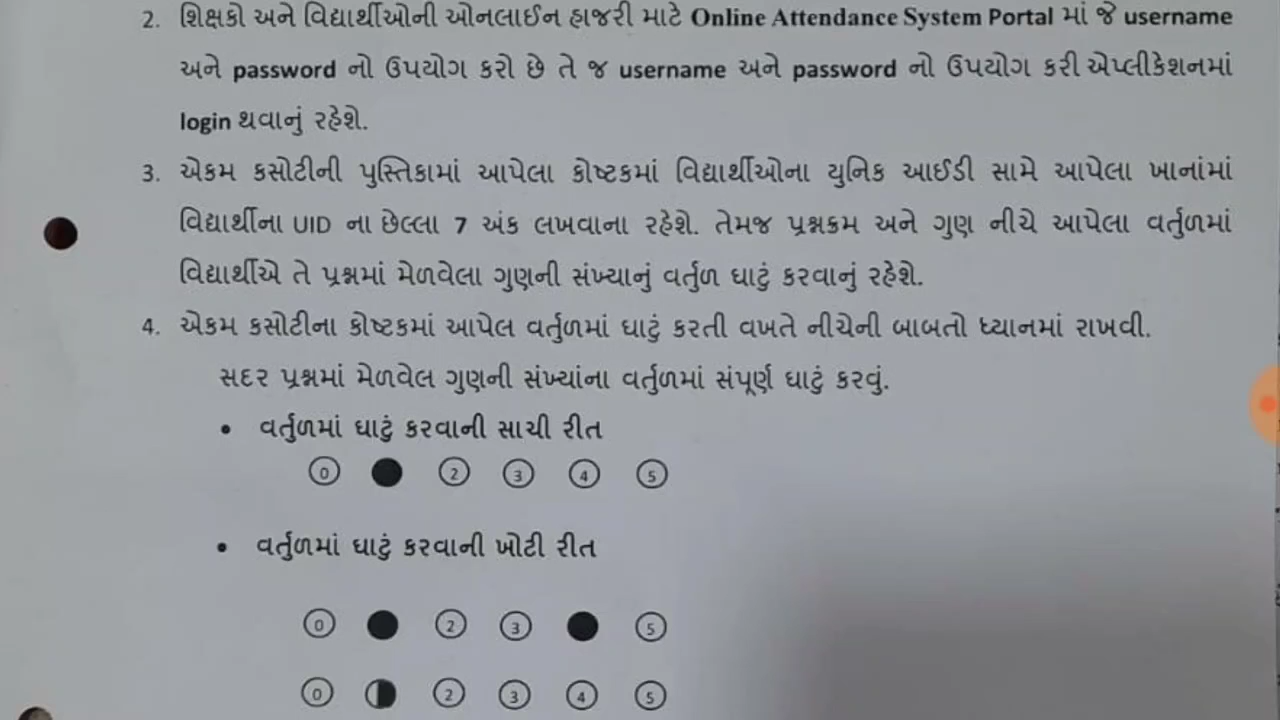 2. શિક્ષકો અને વિદ્યાર્થીઓની ઓનલાઈન હાજરી માટે Online Attendance System Portal માં જે username
અને password નો ઉપયોગ કરો છે તે જ username અને password નો ઉપયોગ કરી એપ્લીકેશનમાં
login થવાનું રહેશે.
3. એકમ કસોટીની પુસ્તિકામાં આપેલા કોષ્ટકમાં વિદ્યાર્થીઓના યુનિક આઈડી સામે આપેલા ખાનાંમાં
વિદ્યાર્થીના UID ના છેલ્લા 7 અંક લખવાના રહેશે. તેમજ પ્રશ્નક્રમ અને ગુણ નીચે આપેલા વર્તુળમાં
વિદ્યાર્થીએ તે પ્રશ્નમાં મેળવેલા ગુણની સંખ્યાનું વર્તુળ ઘાટું કરવાનું રહેશે.
4. એકમ કસોટીના કોષ્ટકમાં આપેલ વર્તુળમાં ઘાટું કરતી વખતે નીચેની બાબતો ધ્યાનમાં રાખવી.
સદર પ્રશ્નમાં મેળવેલ ગુણની સંખ્યાંના વર્તુળમાં સંપૂર્ણ ઘાટું કરવું.
• વર્તુળમાં ઘાટું કરવાની સાચી રીત
0 2 3 4 5
• વર્તુળમાં ઘાટું કરવાની ખોટી રીત
0 2 3 5
0 2 3 4 5